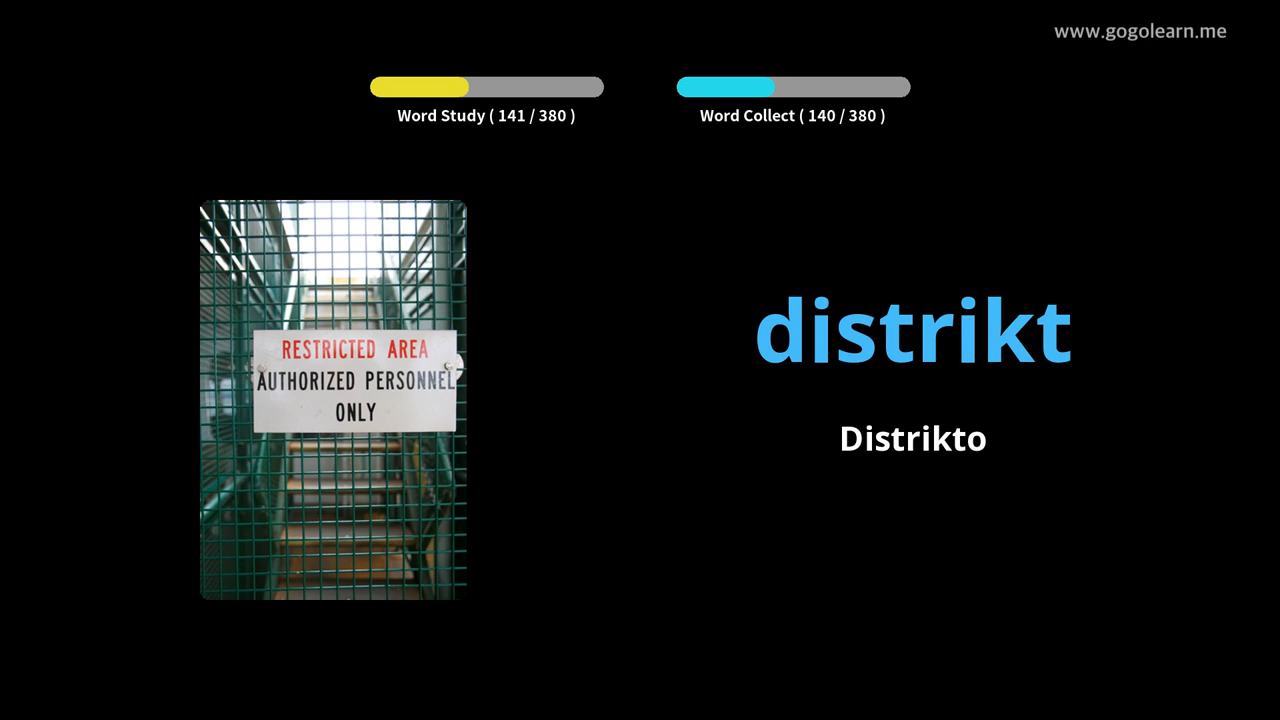 www.gogolearn.me
Word Study ( 141 / 380 )
Word Collect ( 140 / 380 )
RESTRICTED AREA
AUTHORIZED PERSONNEL
ONLY
distrikt
Distrikto